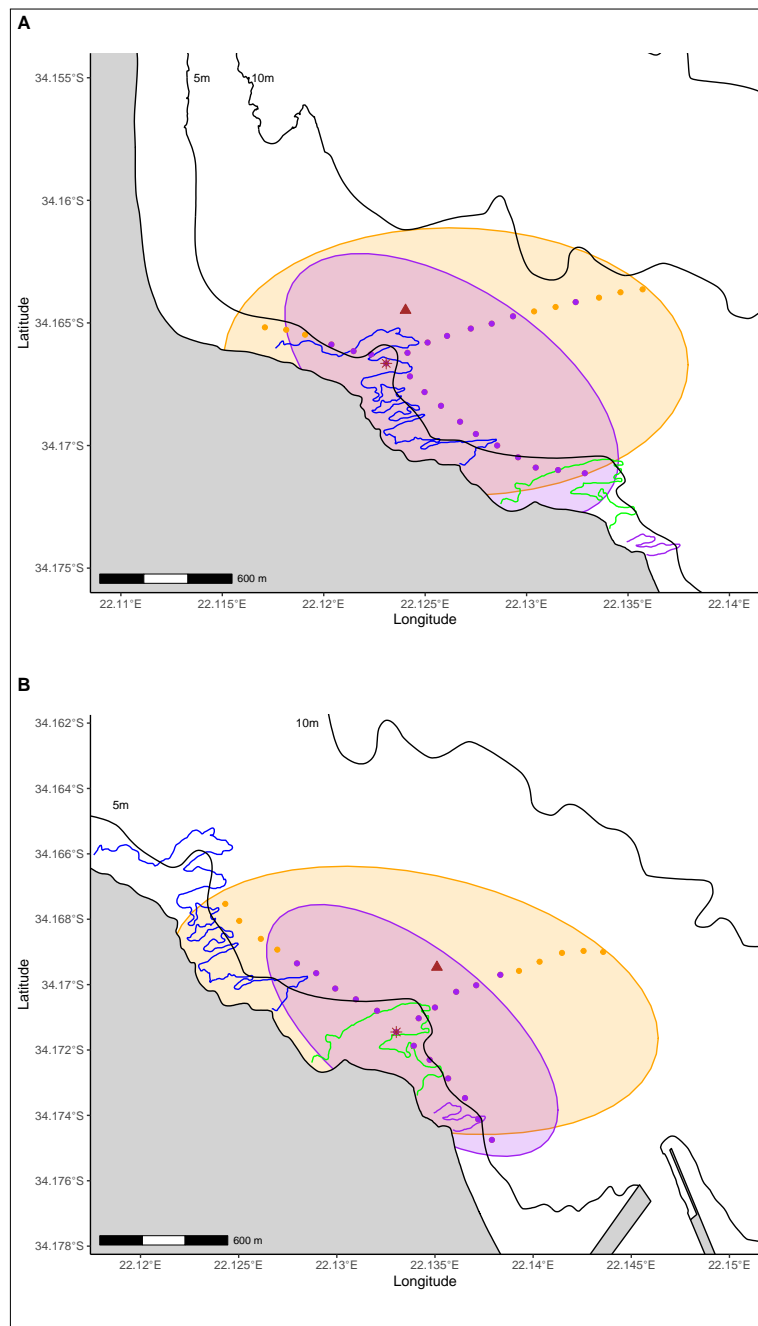 A
34.155°S
5m
10m
34.16°S
34.165°S
34.17°S
34.175°S
Latitude
600 m
22.11°E
22.115°E
22.12°E
22.125°E
22.13°E
22.135°E
22.14°E
Longitude
B
34.162°S
10m
34.164°S
5m
34.166°S
34.168°S
34.17°S
34.172°S
34.174°S
34.176°S
34.178°S
Latitude
600 m
22.12°E
22.125°E
22.13°E
22.135°E
22.14°E
22.145°E
22.15°E
Longitude